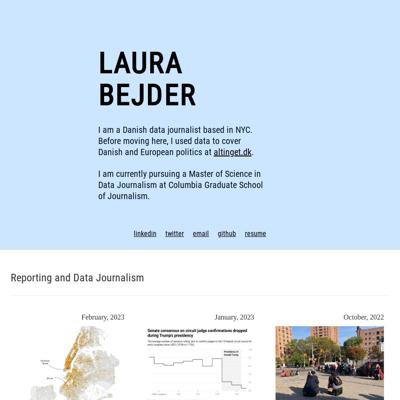 LAURA
BEJDER
I am a Danish data journalist based in NYC.
Before moving here, I used data to cover
Danish and European politics at altinget.dk.
I am currently pursuing a Master of Science in
Data Journalism at Columbia Graduate School
of Journalism.
linkedin twitter email github resume
Reporting and Data Journalism
February, 2023
January, 2023
October, 2022
Senate consensus on circuit judge confirmations dropped
during Trump's presidency